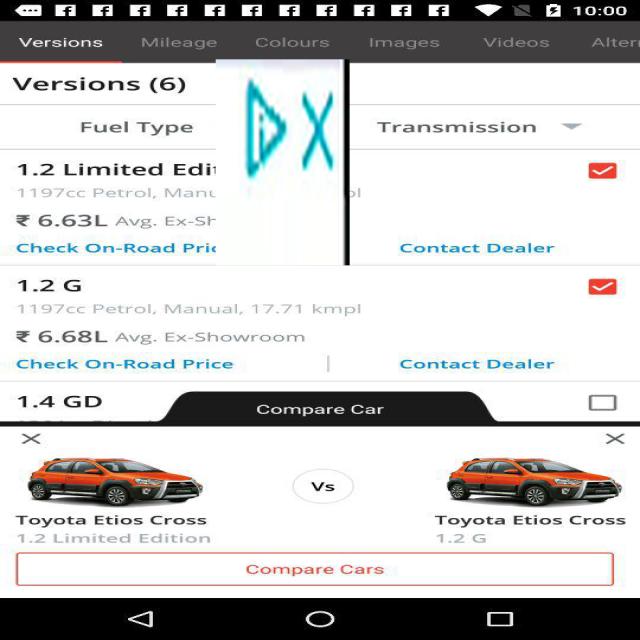 10:00
Versions Mileage Colours Images Videos Alter
Versions (6)
Fuel Type Transmission
1.2 Limited Edit
1197cc Petrol, Manu
₹ 6.63L Avg. Ex-Sh
Check On-Road Pric Contact Dealer
1.2 G
1197cc Petrol, Manual, 17.71 kmpl
₹ 6.68L Avg. Ex-Showroom
Check On-Road Price | Contact Dealer
1.4 GD
Compare Car
Vs
Toyota Etios Cross Toyota Etios Cross
1.2 Limited Edition 1.2 G
Compare Cars